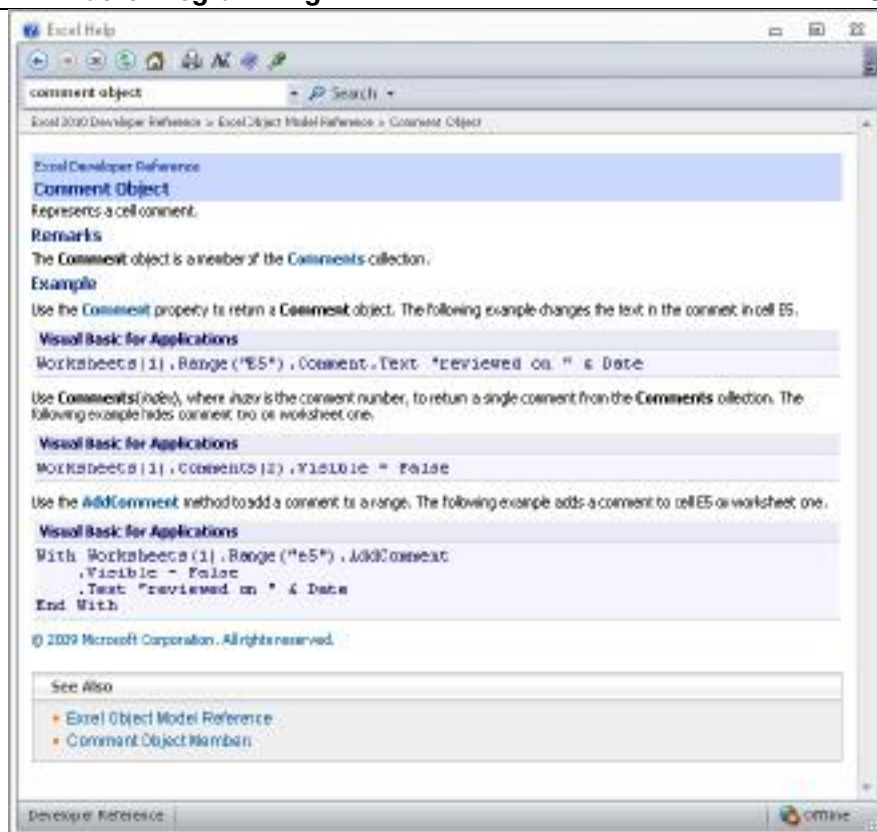 Excel Help
comment object
Search
Excel 2010 Developer Reference > Excel Object Model Reference > Comment Object
Excel Developer Reference
Comment Object
Represents a cell comment.
Remarks
The Comment object is a member of the Comments collection.
Example
Use the Comment property to return a Comment object. The following example changes the text in the comment in cell E5.
Visual Basic for Applications
Worksheets(1).Range("E5").Comment.Text "reviewed on " & Date
Use Comments(index), where index is the comment number, to return a single comment from the Comments collection. The
following example hides comment two on worksheet one.
Visual Basic for Applications
Worksheets(1).Comments(2).Visible = False
Use the AddComment method to add a comment to a range. The following example adds a comment to cell E5 on worksheet one.
Visual Basic for Applications
With Worksheets(1).Range("e5").AddComment
.Visible = False
.Text "reviewed on " & Date
End With
© 2009 Microsoft Corporation. All rights reserved.
See Also
Excel Object Model Reference
Comment Object Members
Developer Reference
Offline